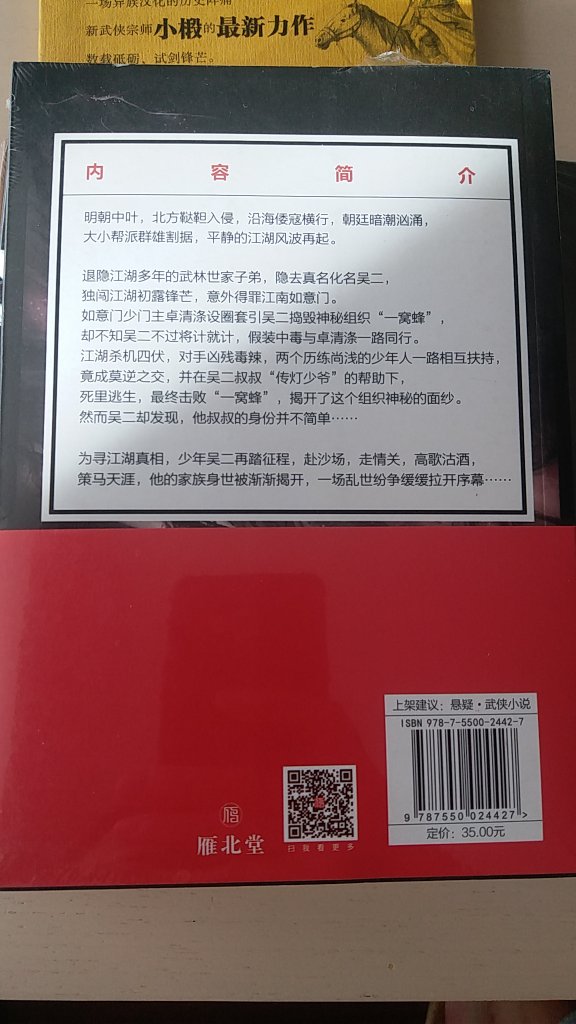 一场异族汉化的历史阵痛
新武侠宗师小椴的最新力作
数载砥砺、试剑锋芒。
内容简介
明朝中叶，北方鞑靼入侵，沿海倭寇横行，朝廷暗潮汹涌，
大小帮派群雄割据，平静的江湖风波再起。
退隐江湖多年的武林世家子弟，隐去真名化名吴二，
独闯江湖初露锋芒，意外得罪江南如意门。
如意门少门主卓清涤设圈套引吴二捣毁神秘组织“一窝蜂”，
却不知吴二不过将计就计，假装中毒与卓清涤一路同行。
江湖杀机四伏，对手凶残毒辣，两个历练尚浅的少年人一路相互扶持，
竟成莫逆之交，并在吴二叔叔“传灯少爷”的帮助下，
死里逃生，最终击败“一窝蜂”，揭开了这个组织神秘的面纱。
然而吴二却发现，他叔叔的身份并不简单……
为寻江湖真相，少年吴二再踏征程，赴沙场，走情关，高歌沽酒，
策马天涯，他的家族身世被渐渐揭开，一场乱世纷争缓缓拉开序幕……
上架建议：悬疑·武侠小说
ISBN 978-7-5500-2442-7
9 787550 024427 >
定价：35.00元
雁北堂
扫我看更多